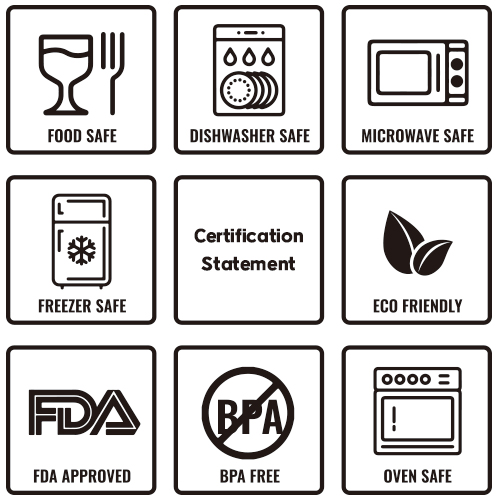 FOOD SAFE
DISHWASHER SAFE
MICROWAVE SAFE
FREEZER SAFE
Certification
Statement
ECO FRIENDLY
FDA
FDA APPROVED
BPA
BPA FREE
OVEN SAFE